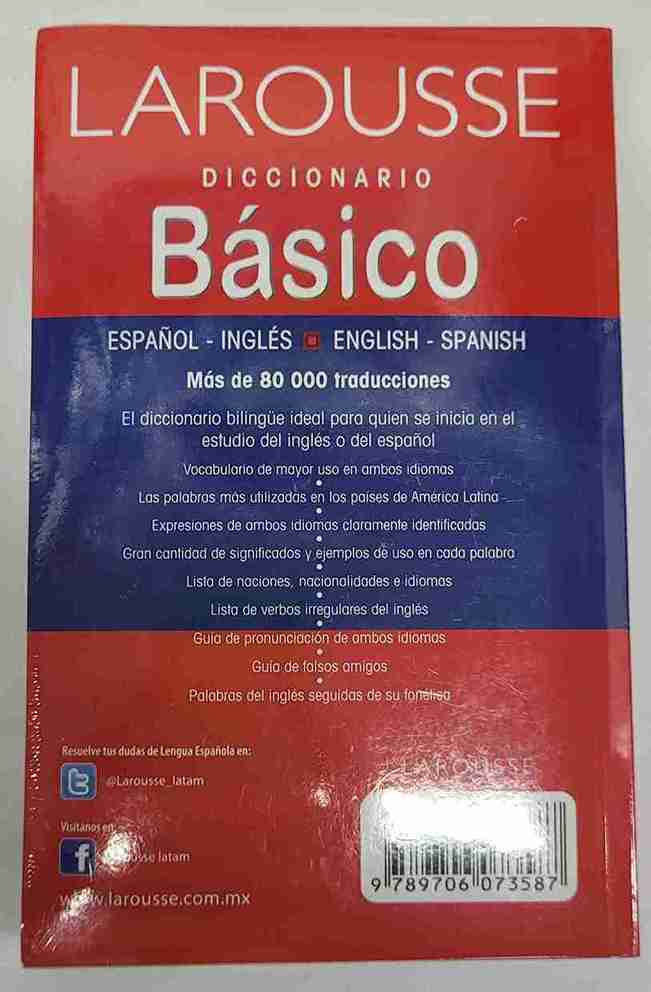 LAROUSSE
DICCIONARIO
Básico
ESPAÑOL - INGLÉS ENGLISH - SPANISH
Más de 80 000 traducciones
El diccionario bilingüe ideal para quien se inicia en el
estudio del inglés o del español
Vocabulario de mayor uso en ambos idiomas
Las palabras más utilizadas en los países de América Latina
Expresiones de ambos idiomas claramente identificadas
Gran cantidad de significados y ejemplos de uso en cada palabra
Lista de naciones, nacionalidades e idiomas
Lista de verbos irregulares del inglés
Guía de pronunciación de ambos idiomas
Guía de falsos amigos
Palabras del inglés seguidas de su fonética
Resuelve tus dudas de Lengua Española en:
@Larousse_latam
LAROUSSE
Visítanos en:
latam
www.larousse.com.mx
9 789706 073587